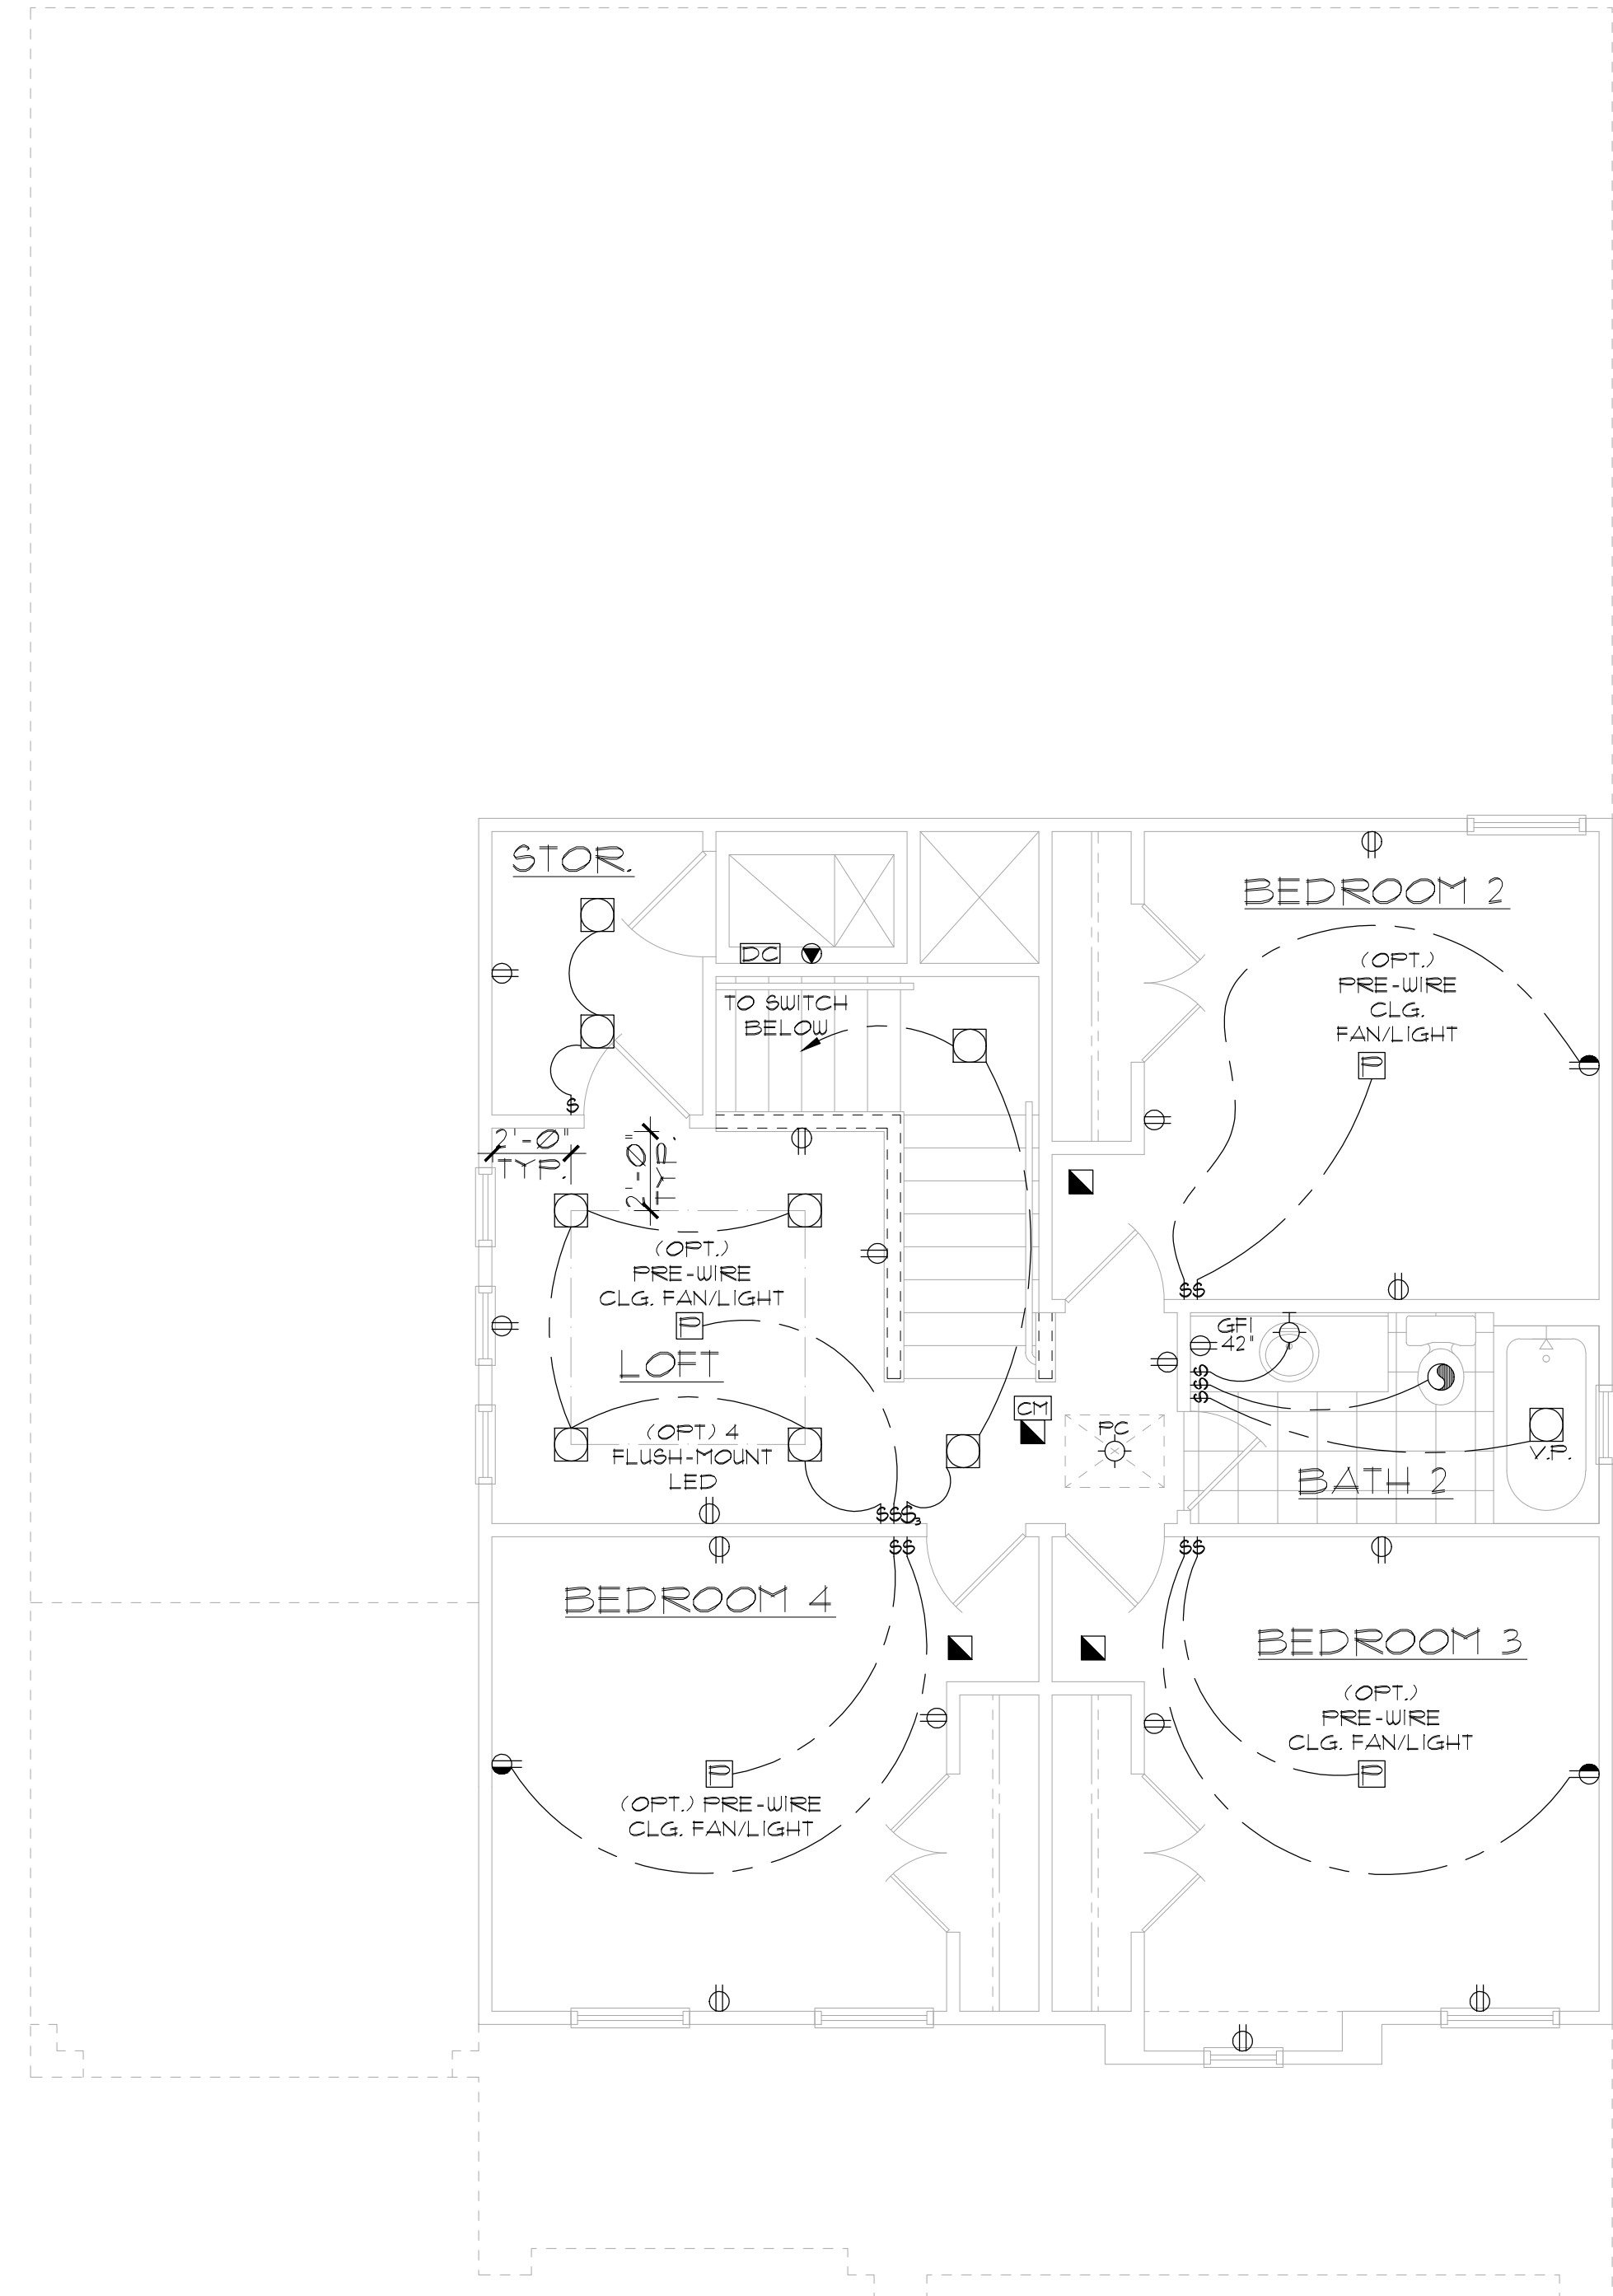 STOR.
BEDROOM 2
DC
(OPT.)
PRE-WIRE
CLG.
FAN/LIGHT
P
TO SWITCH
BELOW
$
2'-0"
TYP.
2'-0"
TYP.
(OPT.)
PRE-WIRE
CLG. FAN/LIGHT
P
LOFT
$$
GFI
42"
$
$
$
CM
PC
(OPT) 4
FLUSH-MOUNT
LED
V.P.
BATH 2
$$$3
$$
$$
BEDROOM 4
BEDROOM 3
(OPT.)
PRE-WIRE
CLG. FAN/LIGHT
P
P
(OPT.) PRE-WIRE
CLG. FAN/LIGHT